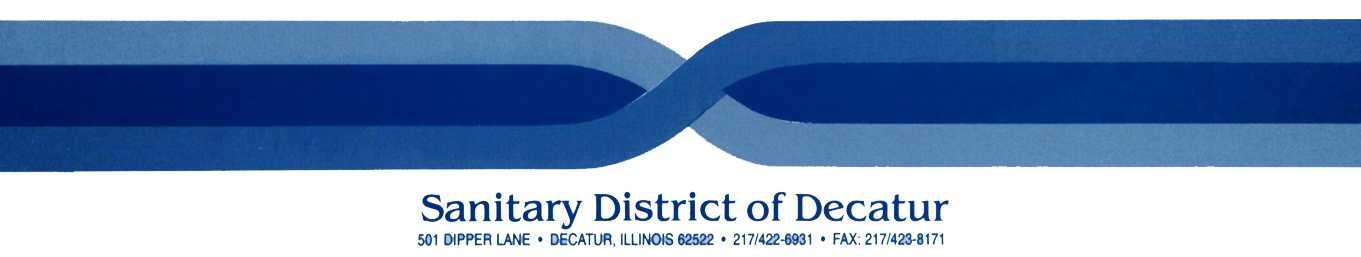 Sanitary District of Decatur
501 DIPPER LANE • DECATUR, ILLINOIS 62522 • 217/422-6931 • FAX: 217/423-8171